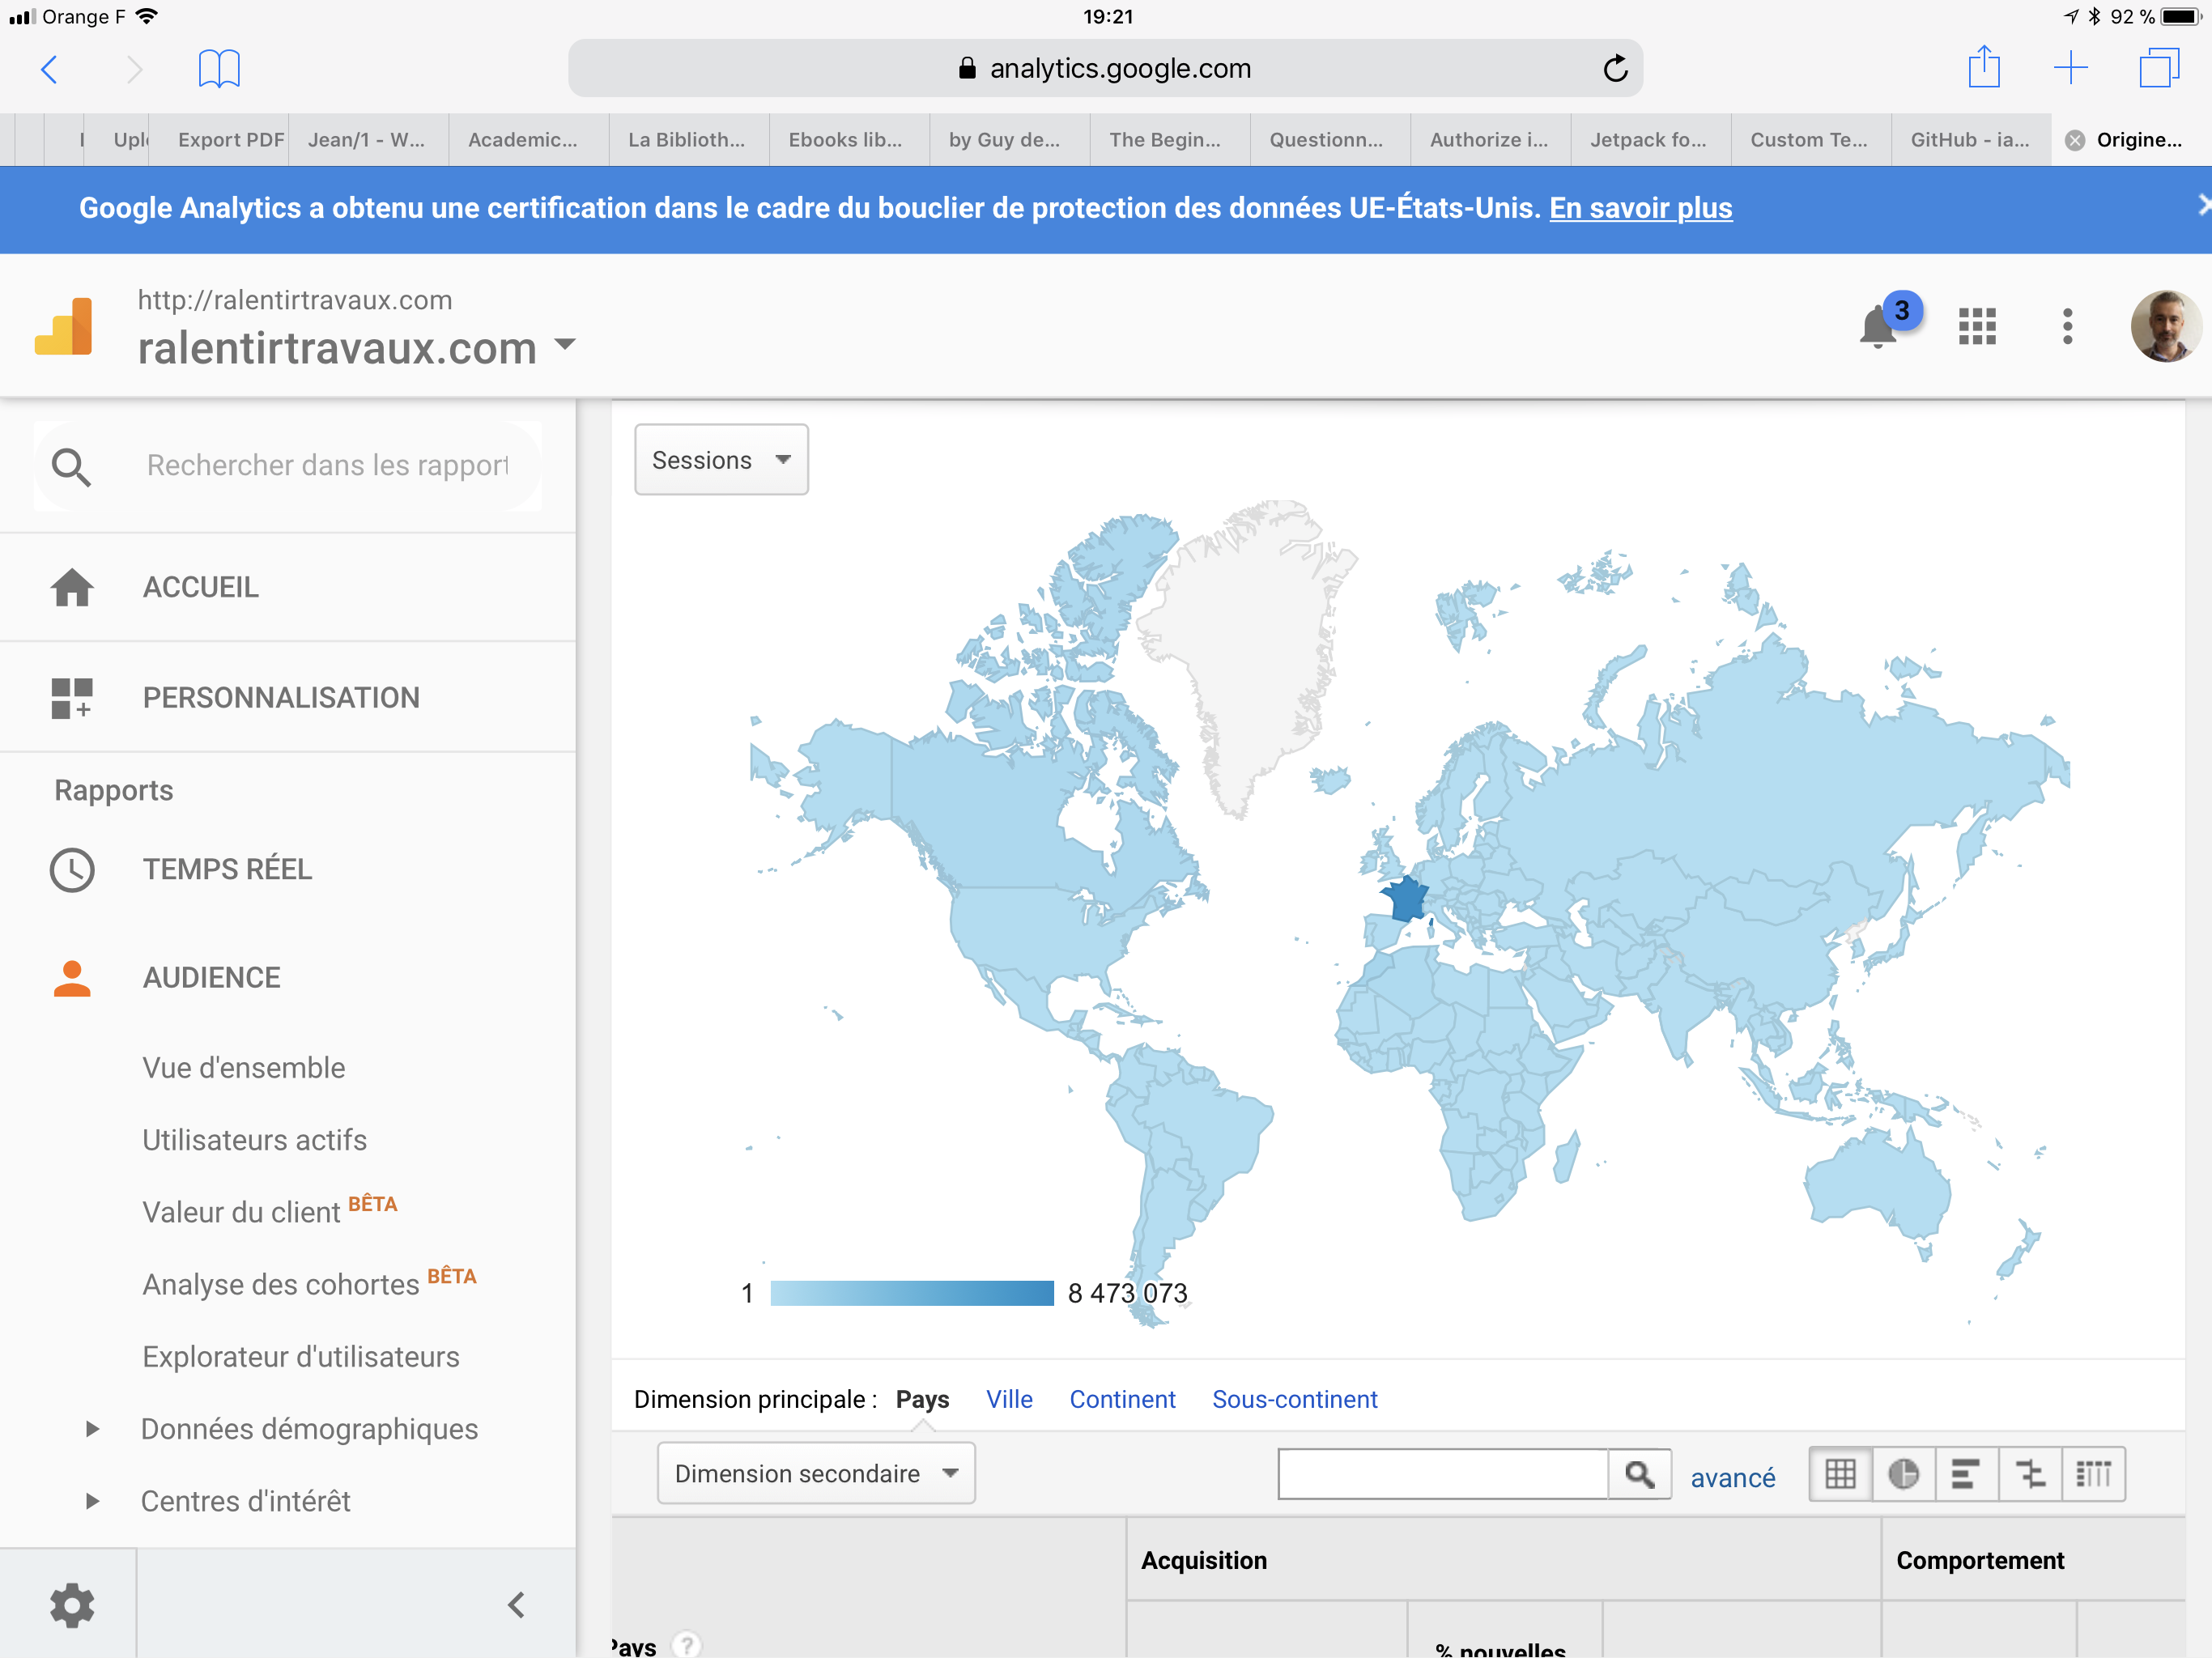 Orange F
19:21
92 %
analytics.google.com
Export PDF
Jean/1 - W...
Academic...
La Biblioth...
Ebooks lib...
by Guy de...
The Begin...
Questionn...
Authorize i...
Jetpack fo...
Custom Te...
GitHub - ia...
Origine...
Google Analytics a obtenu une certification dans le cadre du bouclier de protection des données UE-États-Unis. En savoir plus
http://ralentirtravaux.com
ralentirtravaux.com
3
Rechercher dans les rapport
ACCUEIL
PERSONNALISATION
Rapports
TEMPS RÉEL
AUDIENCE
Vue d'ensemble
Utilisateurs actifs
Valeur du client BÊTA
Analyse des cohortes BÊTA
Explorateur d'utilisateurs
Données démographiques
Centres d'intérêt
Sessions
1
8 473 073
Dimension principale : Pays Ville Continent Sous-continent
Dimension secondaire
avancé
Acquisition
Comportement
Pays ?
% nouvelles